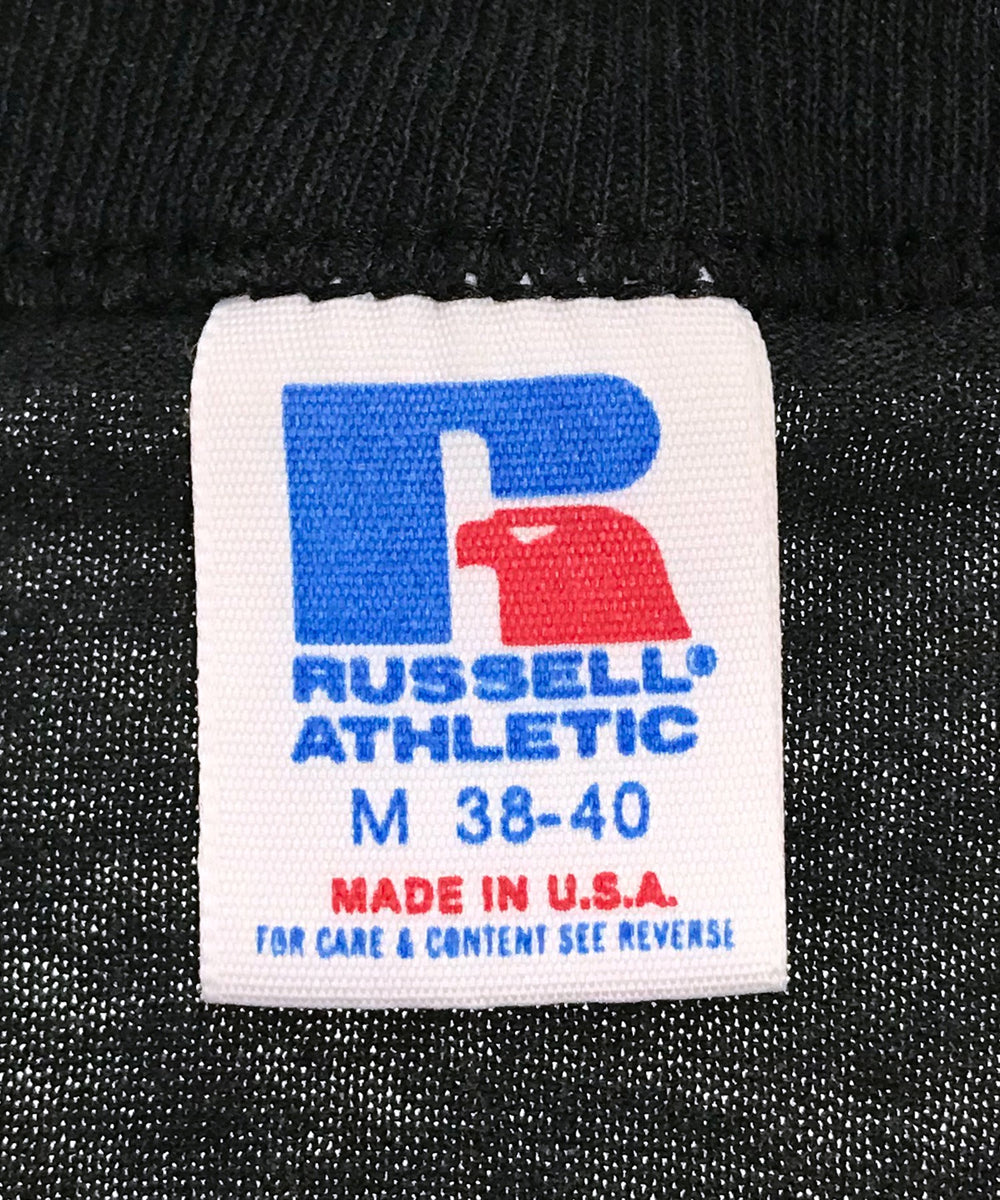 RUSSELL®
ATHLETIC
M 38-40
MADE IN U.S.A.
FOR CARE & CONTENT SEE REVERSE